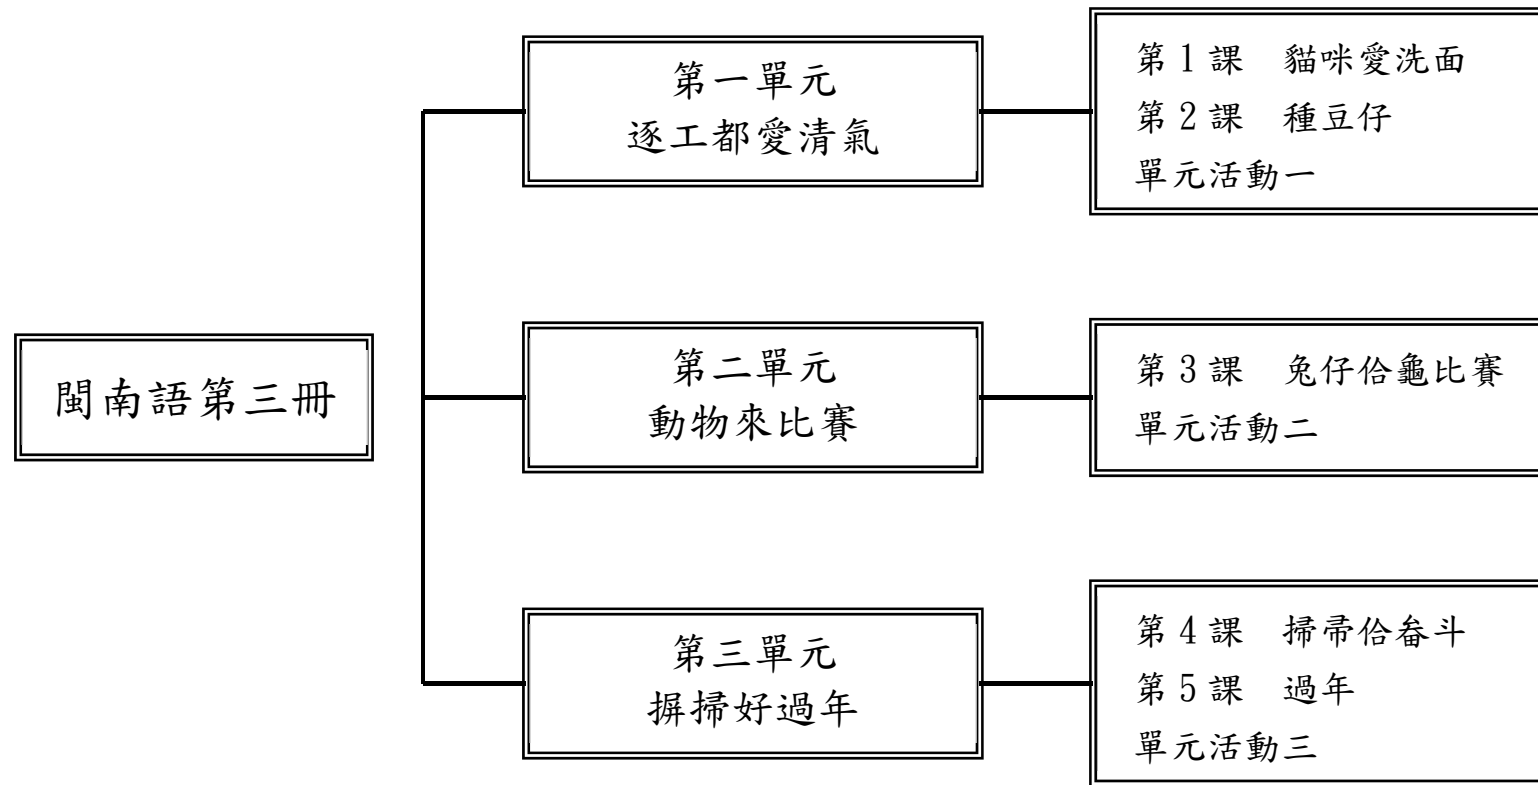 閩南語第三冊
第一單元
逐工都愛清氣
第1課　貓咪愛洗面
第2課　種豆仔
單元活動一
第二單元
動物來比賽
第3課　兔仔佮龜比賽
單元活動二
第三單元
摒掃好過年
第4課　掃帚佮畚斗
第5課　過年
單元活動三